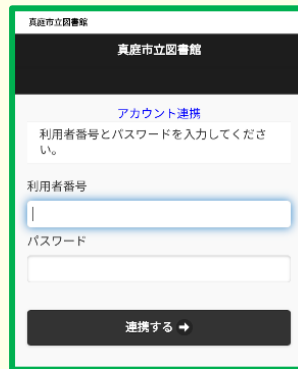 真庭市立図書館
真庭市立図書館
アカウント連携
利用者番号とパスワードを入力してくださ
い。
利用者番号
パスワード
連携する